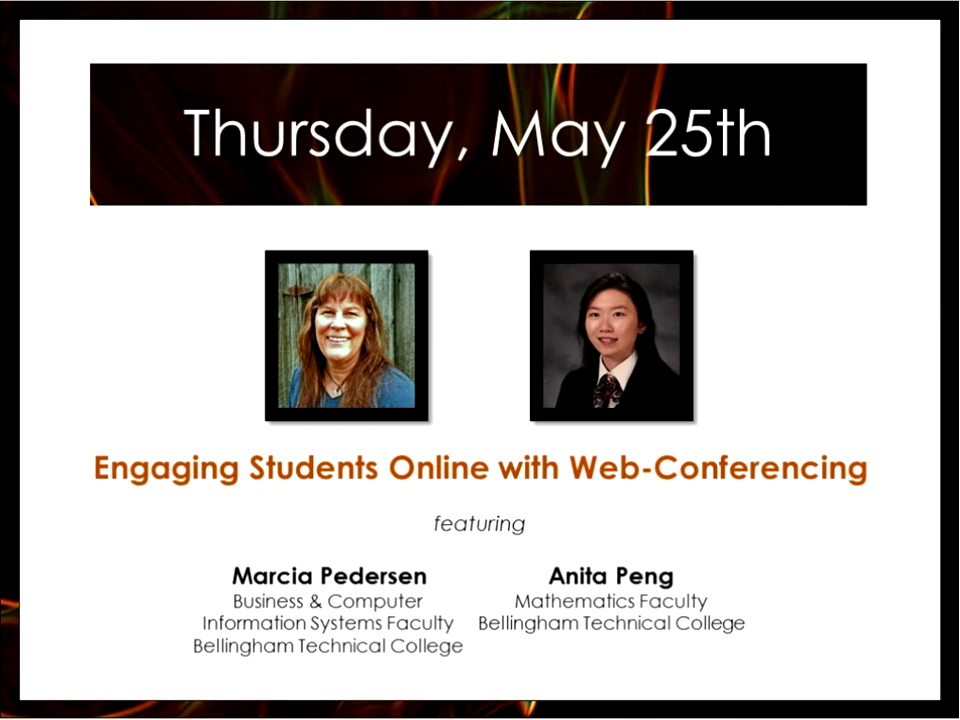 Thursday, May 25th
Engaging Students Online with Web-Conferencing
featuring
Marcia Pedersen
Business & Computer
Information Systems Faculty
Bellingham Technical College
Anita Peng
Mathematics Faculty
Bellingham Technical College